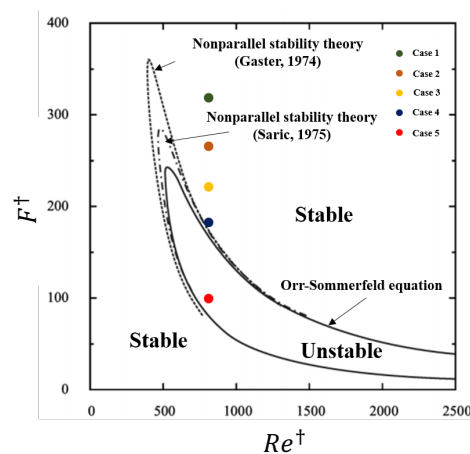 400
300
200
100
0
F†
0
500
1000
1500
2000
2500
Re†
Nonparallel stability theory
(Gaster, 1974)
Nonparallel stability theory
(Saric, 1975)
Case 1
Case 2
Case 3
Case 4
Case 5
Stable
Orr-Sommerfeld equation
Stable
Unstable